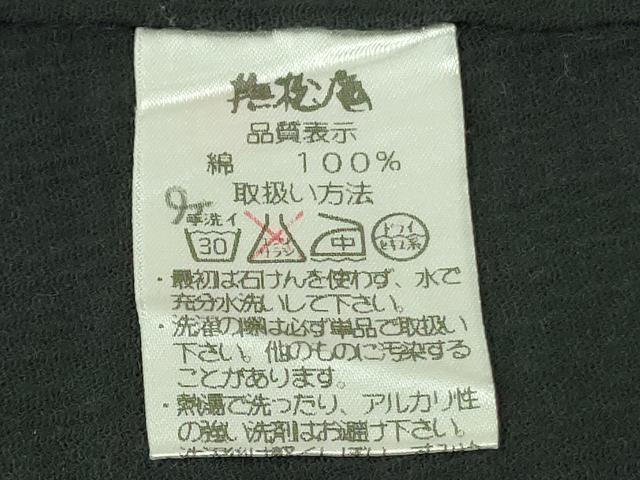 品質表示
綿 100%
取扱い方法
手洗イ
30
中
ドライ
セキユ系
・最初は石けんを使わず、水で
充分水洗いして下さい。
・洗濯の際は必ず単品で取扱い
下さい。他のものに汚染する
ことがあります。
・熱湯で洗ったり、アルカリ性
の強い洗剤はお避け下さい。